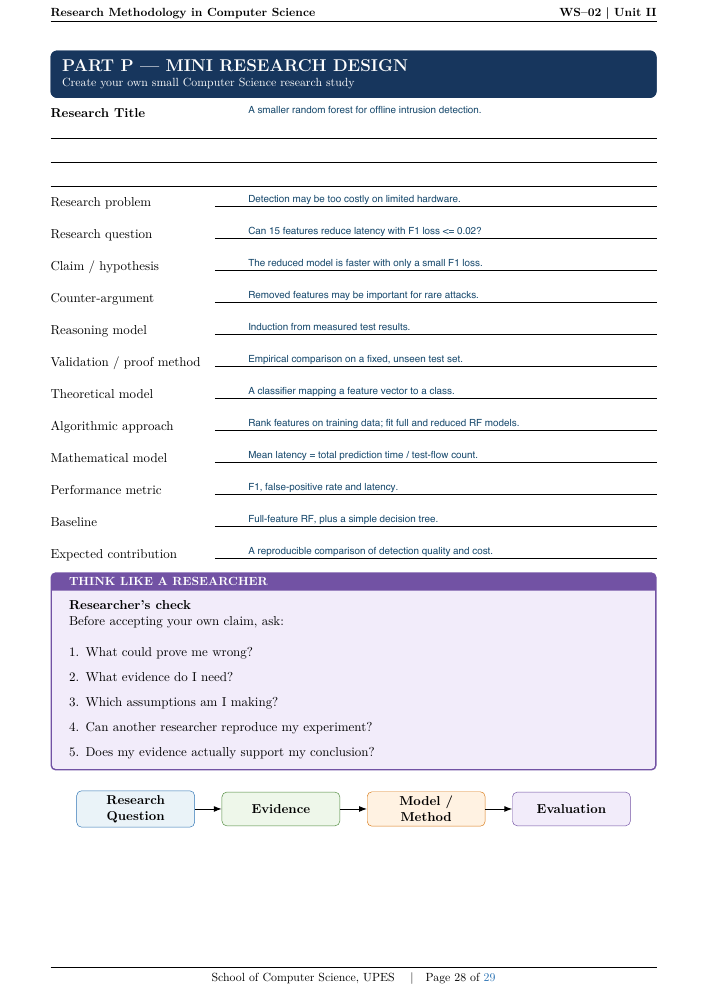 Research Methodology in Computer Science WS–02 | Unit II
PART P — MINI RESEARCH DESIGN
Create your own small Computer Science research study
Research Title A smaller random forest for offline intrusion detection.
Research problem Detection may be too costly on limited hardware.
Research question Can 15 features reduce latency with F1 loss <= 0.02?
Claim / hypothesis The reduced model is faster with only a small F1 loss.
Counter-argument Removed features may be important for rare attacks.
Reasoning model Induction from measured test results.
Validation / proof method Empirical comparison on a fixed, unseen test set.
Theoretical model A classifier mapping a feature vector to a class.
Algorithmic approach Rank features on training data; fit full and reduced RF models.
Mathematical model Mean latency = total prediction time / test-flow count.
Performance metric F1, false-positive rate and latency.
Baseline Full-feature RF, plus a simple decision tree.
Expected contribution A reproducible comparison of detection quality and cost.
THINK LIKE A RESEARCHER
Researcher's check
Before accepting your own claim, ask:
1. What could prove me wrong?
2. What evidence do I need?
3. Which assumptions am I making?
4. Can another researcher reproduce my experiment?
5. Does my evidence actually support my conclusion?
Research
Question
Evidence
Model /
Method
Evaluation
School of Computer Science, UPES | Page 28 of 29